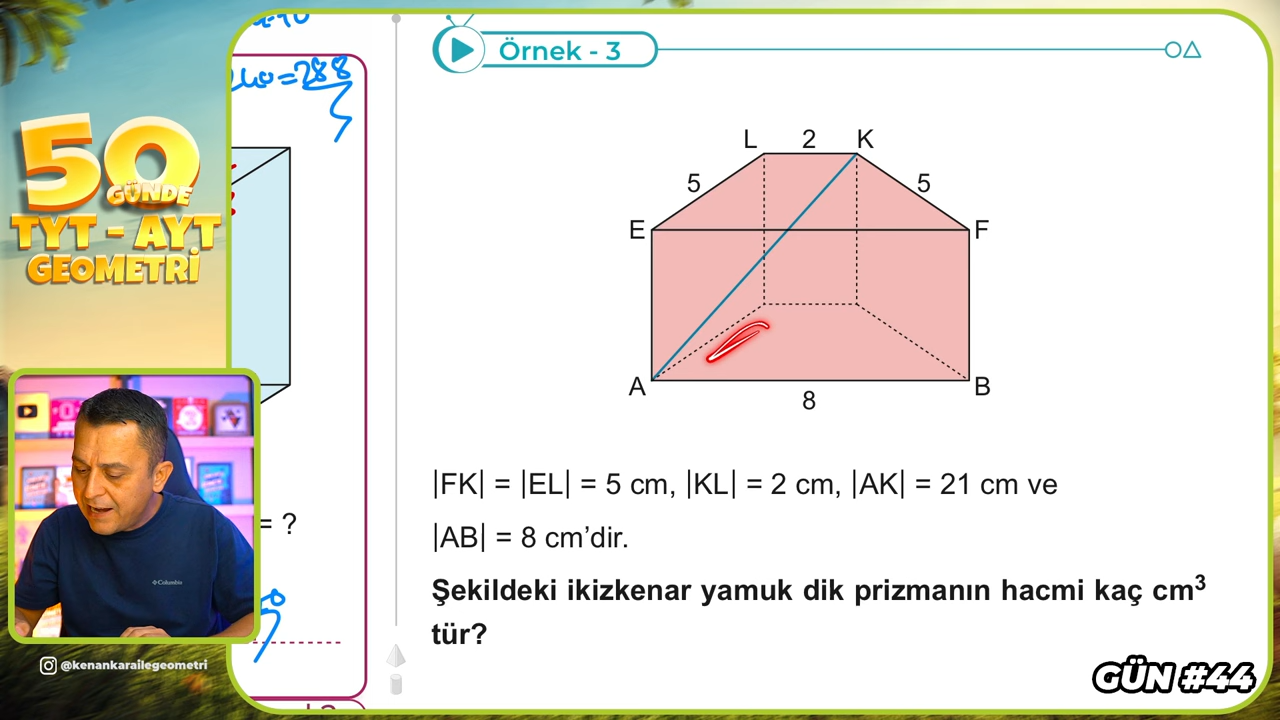 50
GÜNDE
TYT - AYT
GEOMETRİ
=288
= ?
@kenankarailegeometri
Columbia
Örnek - 3
L 2 K
5 5
E F
A B
8
|FK| = |EL| = 5 cm, |KL| = 2 cm, |AK| = 21 cm ve
|AB| = 8 cm’dir.
Şekildeki ikizkenar yamuk dik prizmanın hacmi kaç cm³
tür?
GÜN #44